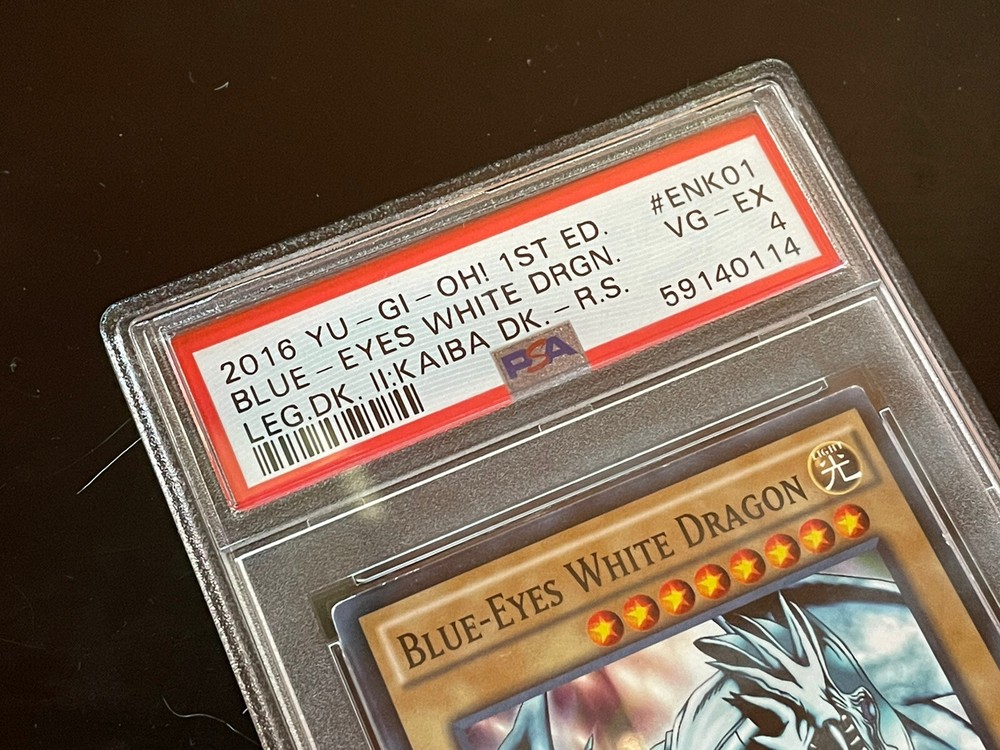 2016 YU-GI-OH! 1ST ED. #ENK01
BLUE-EYES WHITE DRGN. VG-EX
LEG.DK. II:KAIBA DK.-R.S. 4
59140114
PSA
BLUE-EYES WHITE DRAGON
LIGHT
光